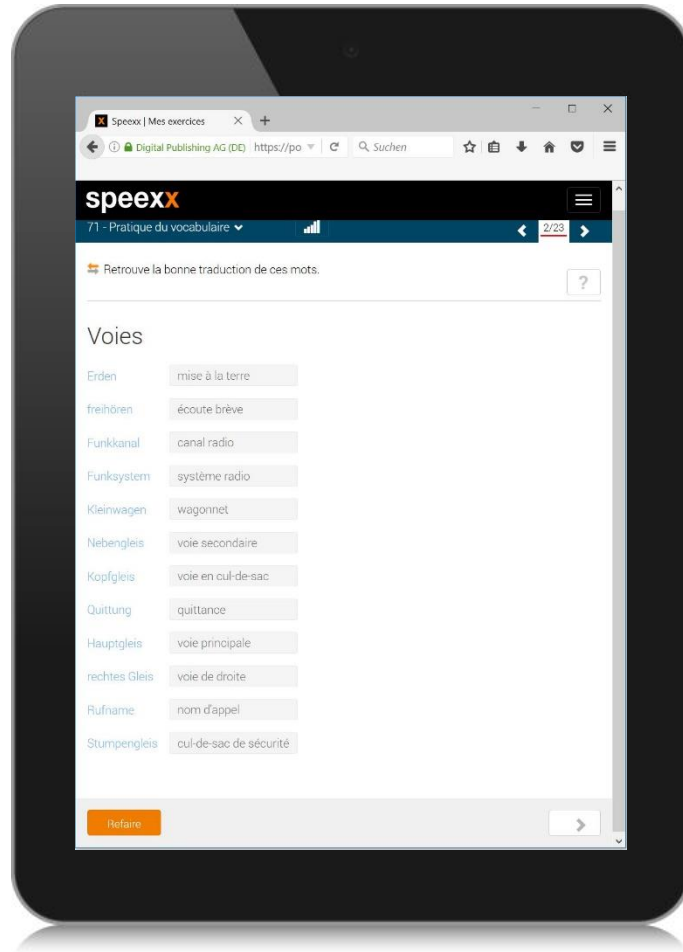 X Speexx | Mes exercices
Digital Publishing AG (DE) https://po Suchen
speexx
71 - Pratique du vocabulaire 2/23
Retrouve la bonne traduction de ces mots. ?
Voies
Erden mise à la terre
freihören écoute brève
Funkkanal canal radio
Funksystem système radio
Kleinwagen wagonnet
Nebengleis voie secondaire
Kopfgleis voie en cul-de-sac
Quittung quittance
Hauptgleis voie principale
rechtes Gleis voie de droite
Rufname nom d'appel
Stumpengleis cul-de-sac de sécurité
Refaire